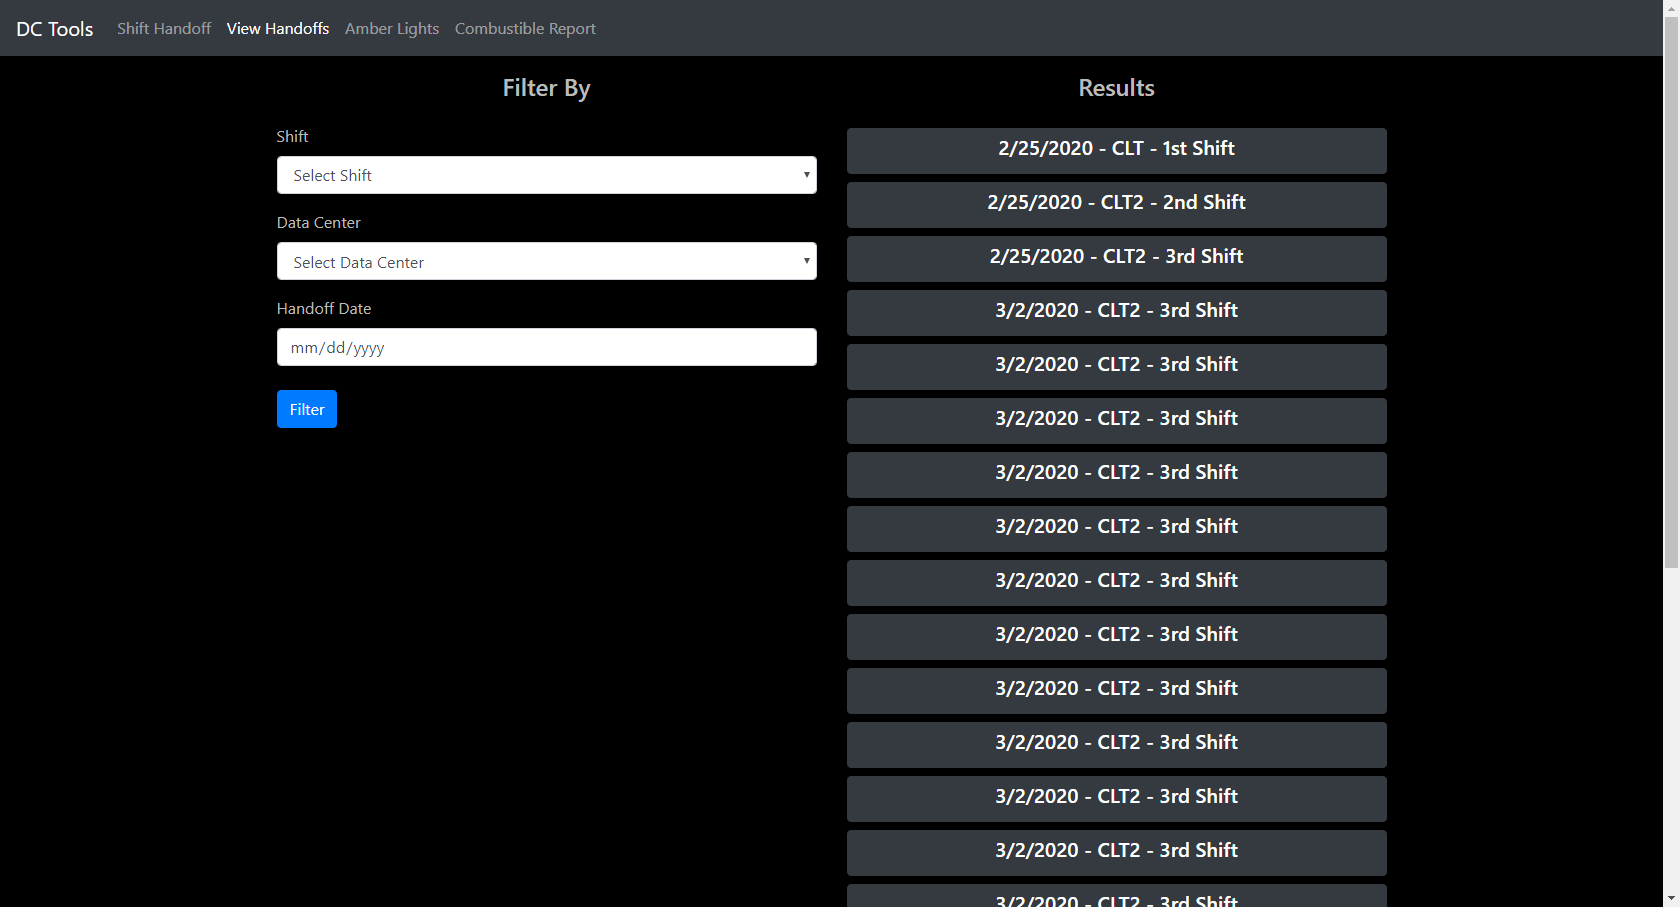 DC Tools Shift Handoff View Handoffs Amber Lights Combustible Report
Filter By
Shift
Select Shift
Data Center
Select Data Center
Handoff Date
mm/dd/yyyy
Filter
Results
2/25/2020 - CLT - 1st Shift
2/25/2020 - CLT2 - 2nd Shift
2/25/2020 - CLT2 - 3rd Shift
3/2/2020 - CLT2 - 3rd Shift
3/2/2020 - CLT2 - 3rd Shift
3/2/2020 - CLT2 - 3rd Shift
3/2/2020 - CLT2 - 3rd Shift
3/2/2020 - CLT2 - 3rd Shift
3/2/2020 - CLT2 - 3rd Shift
3/2/2020 - CLT2 - 3rd Shift
3/2/2020 - CLT2 - 3rd Shift
3/2/2020 - CLT2 - 3rd Shift
3/2/2020 - CLT2 - 3rd Shift
3/2/2020 - CLT2 - 3rd Shift
3/2/2020 - CLT2 - 3rd Shift